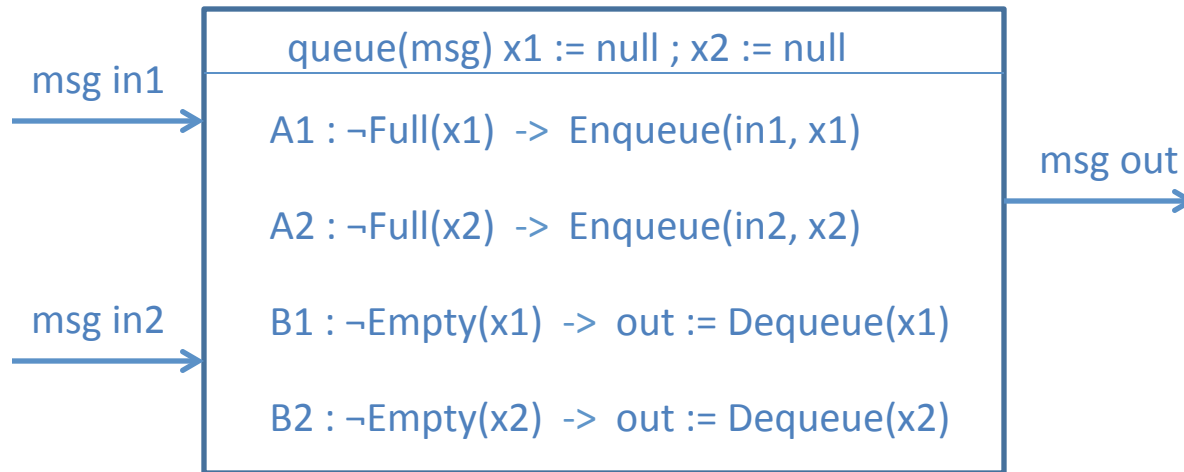 queue(msg) x1 := null ; x2 := null
msg in1
A1 : ¬Full(x1) -> Enqueue(in1, x1)
msg out
A2 : ¬Full(x2) -> Enqueue(in2, x2)
msg in2
B1 : ¬Empty(x1) -> out := Dequeue(x1)
B2 : ¬Empty(x2) -> out := Dequeue(x2)